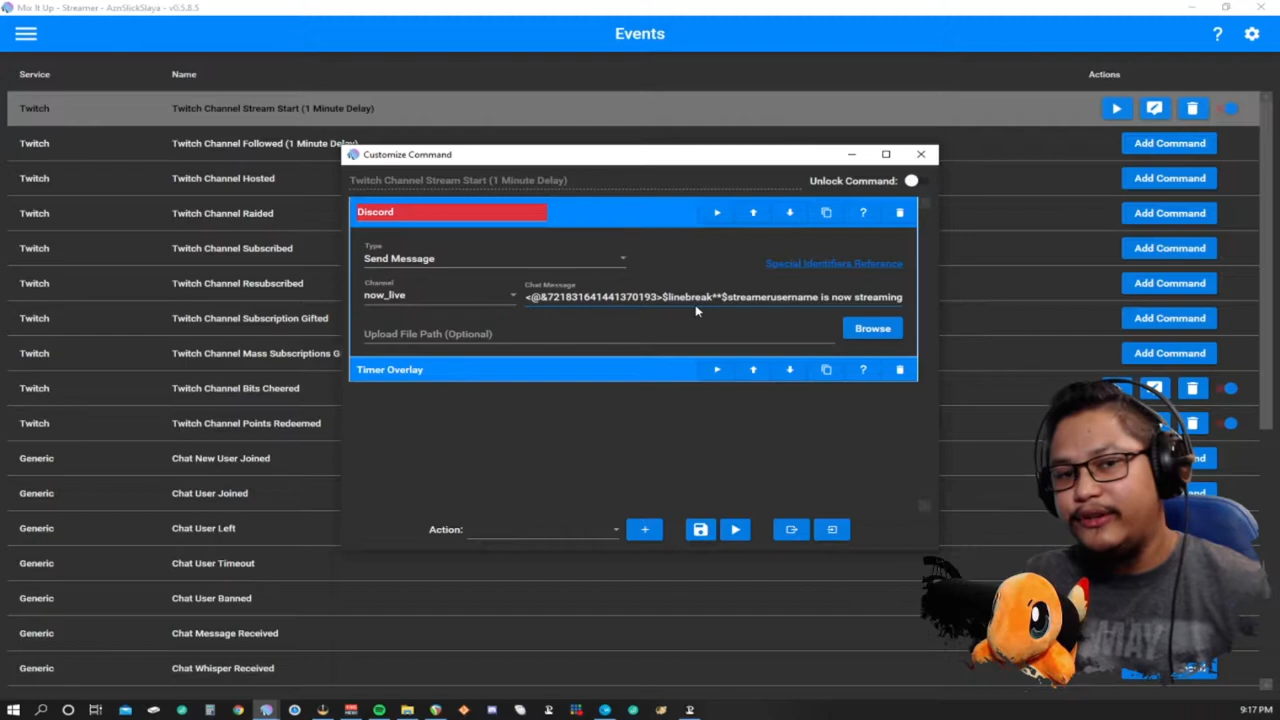 Mix It Up - Streamer - AznSlickSlaya - v0.5.8.5
Events
?
Service Name Actions
Twitch Twitch Channel Stream Start (1 Minute Delay)
Twitch Twitch Channel Followed (1 Minute Delay) Add Command
Twitch Twitch Channel Hosted Add Command
Twitch Twitch Channel Raided Add Command
Twitch Twitch Channel Subscribed Add Command
Twitch Twitch Channel Resubscribed Add Command
Twitch Twitch Channel Subscription Gifted Add Command
Twitch Twitch Channel Mass Subscriptions G Add Command
Twitch Twitch Channel Bits Cheered
Twitch Twitch Channel Points Redeemed
Generic Chat New User Joined
Generic Chat User Joined
Generic Chat User Left
Generic Chat User Timeout
Generic Chat User Banned
Generic Chat Message Received
Generic Chat Whisper Received
Customize Command
Twitch Channel Stream Start (1 Minute Delay) Unlock Command:
Discord ?
Type
Send Message
Special Identifiers Reference
Channel
now_live
Chat Message
<@&721831641441370193>$linebreak**$streamerusername is now streaming
Upload File Path (Optional) Browse
Timer Overlay ?
Action: +
9:17 PM